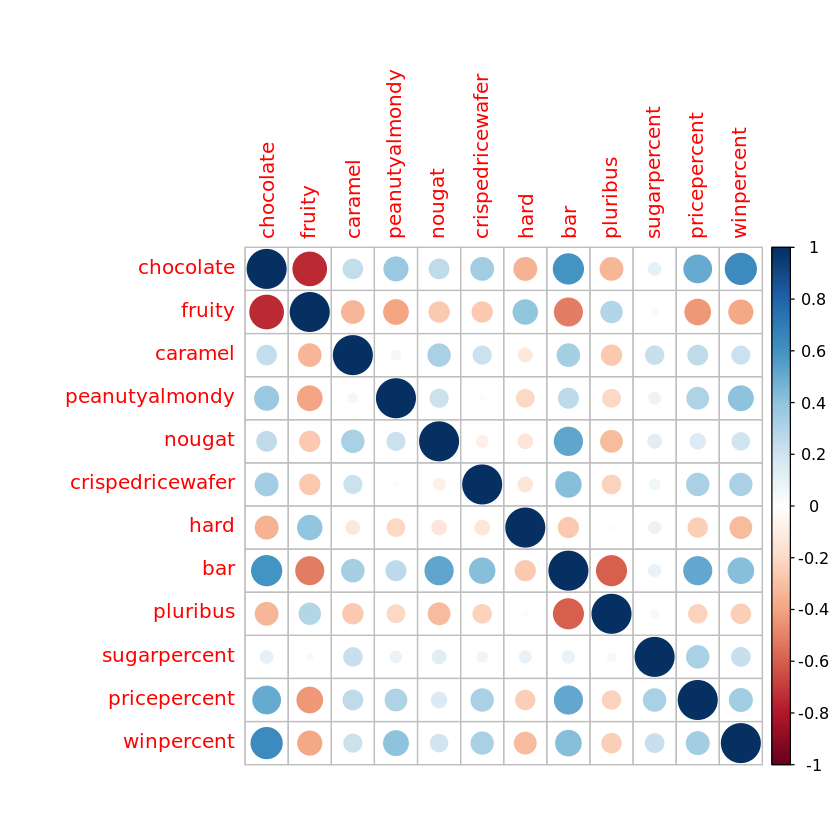 chocolate
fruity
caramel
peanutyalmondy
nougat
crispedricewafer
hard
bar
pluribus
sugarpercent
pricepercent
winpercent
chocolate
fruity
caramel
peanutyalmondy
nougat
crispedricewafer
hard
bar
pluribus
sugarpercent
pricepercent
winpercent
1
0.8
0.6
0.4
0.2
0
-0.2
-0.4
-0.6
-0.8
-1